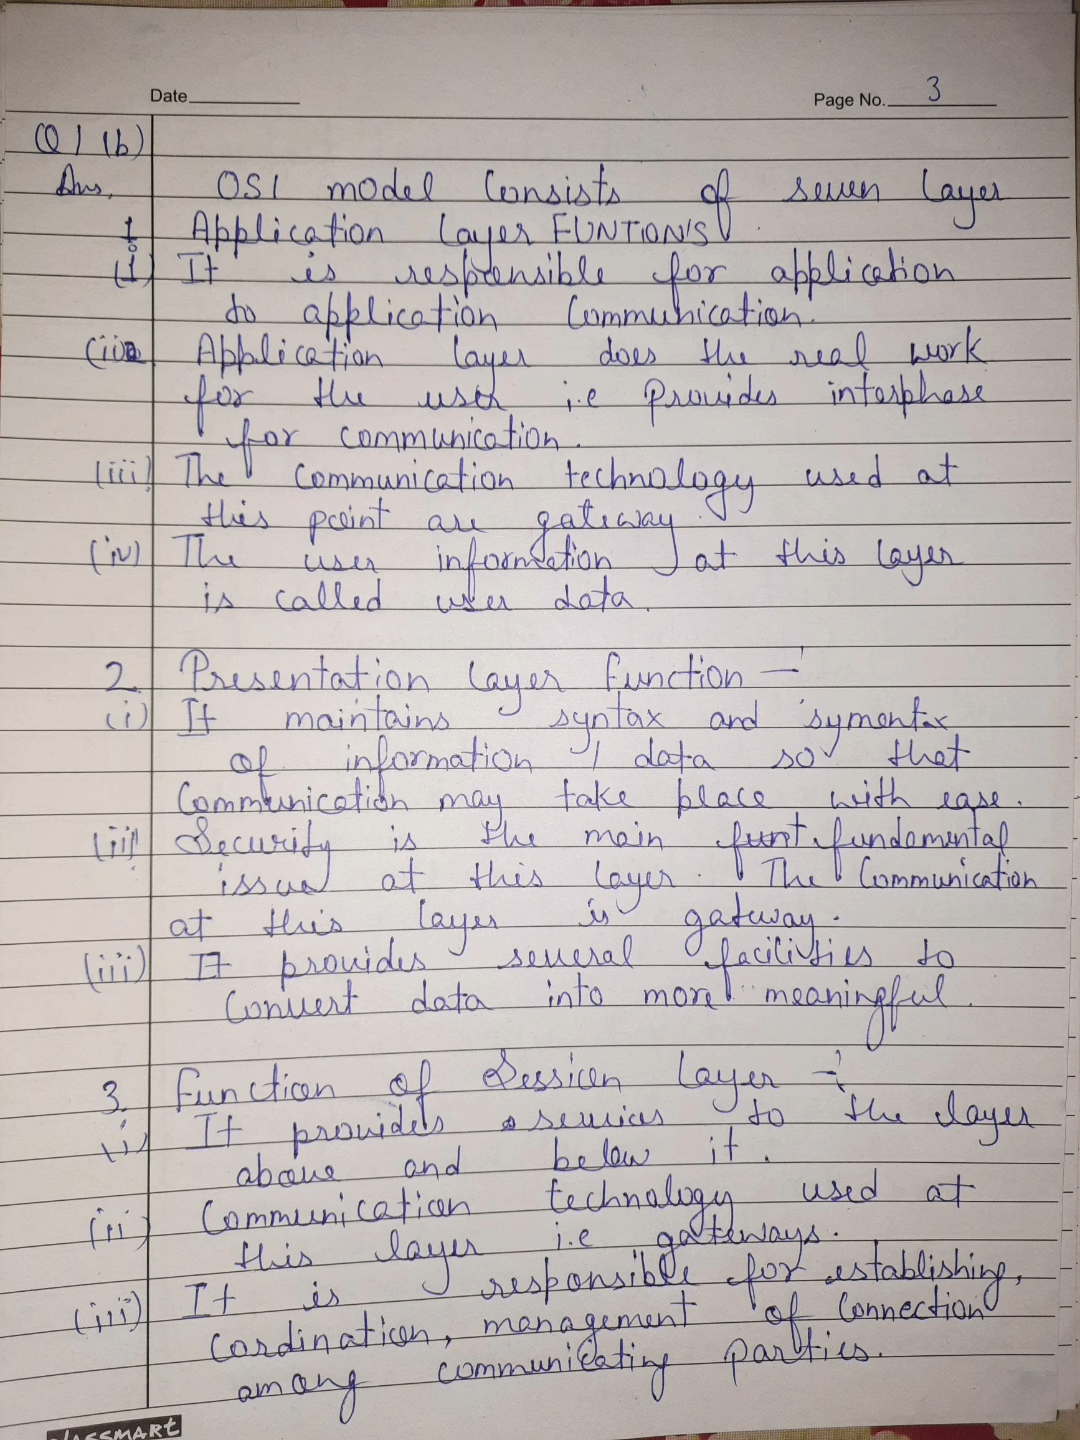 Date
Page No. 3
Q1 (b)
Ans. OSI model Consists of seven layer
1. Application Layer FUNTION'S
(i) It is responsible for application
to application Communication.
(ii) Application layer does the real work
for the user i.e Provides interphase
for communication.
(iii) The Communication technology used at
this point are gateway.
(iv) The user information at this layer
is called user data.
2. Presentation layer function –
(i) It maintains syntax and symentax
of information / data so that
Communication may take place with ease.
(ii) Security is the main fundamental
issue at this layer. The Communication
at this layer is gateway.
(iii) It provides several facilities to
Convert data into more meaningful.
3. Function of Session Layer –
(i) It provides services to the layer
above and below it.
(ii) Communication technology used at
this layer i.e gateways.
(iii) It is responsible for establishing,
Cordination, management of Connection
among communicating parties.
CLASSMART